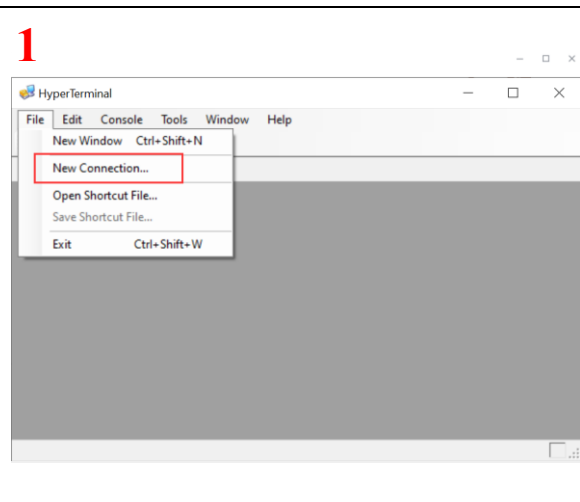 1
HyperTerminal
File Edit Console Tools Window Help
New Window Ctrl+Shift+N
New Connection...
Open Shortcut File...
Save Shortcut File...
Exit Ctrl+Shift+W